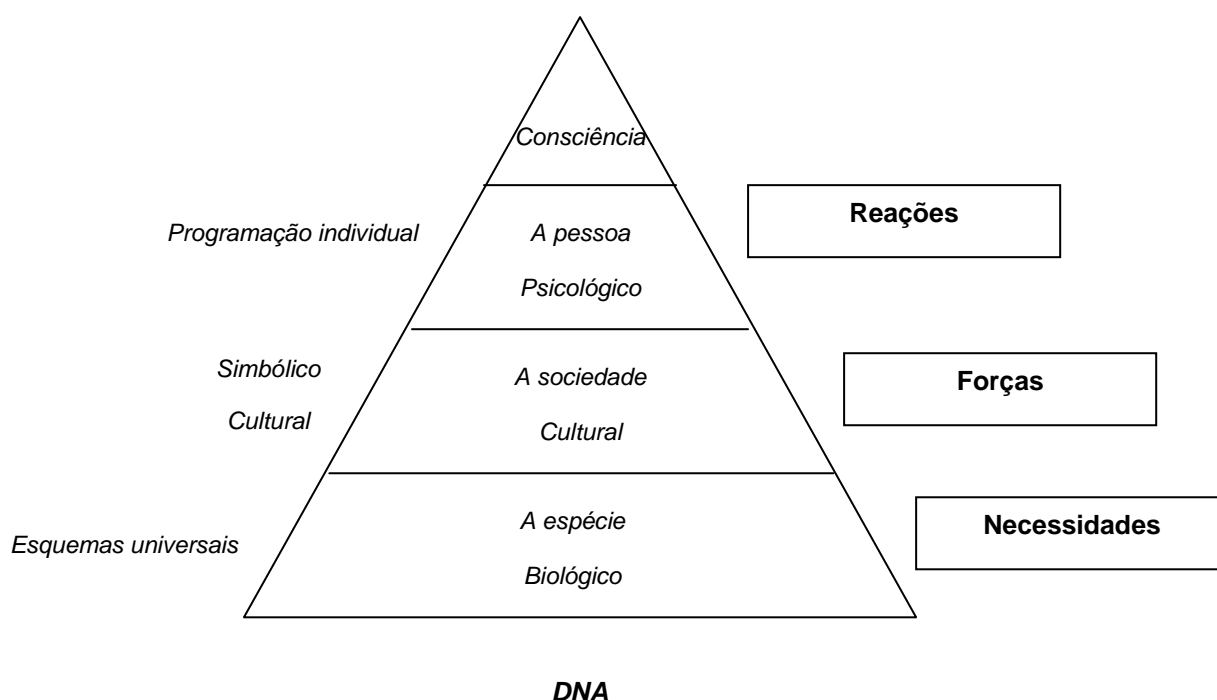 Consciência
Programação individual
A pessoa
Psicológico
Reações
Simbólico
Cultural
A sociedade
Cultural
Forças
Esquemas universais
A espécie
Biológico
Necessidades
DNA